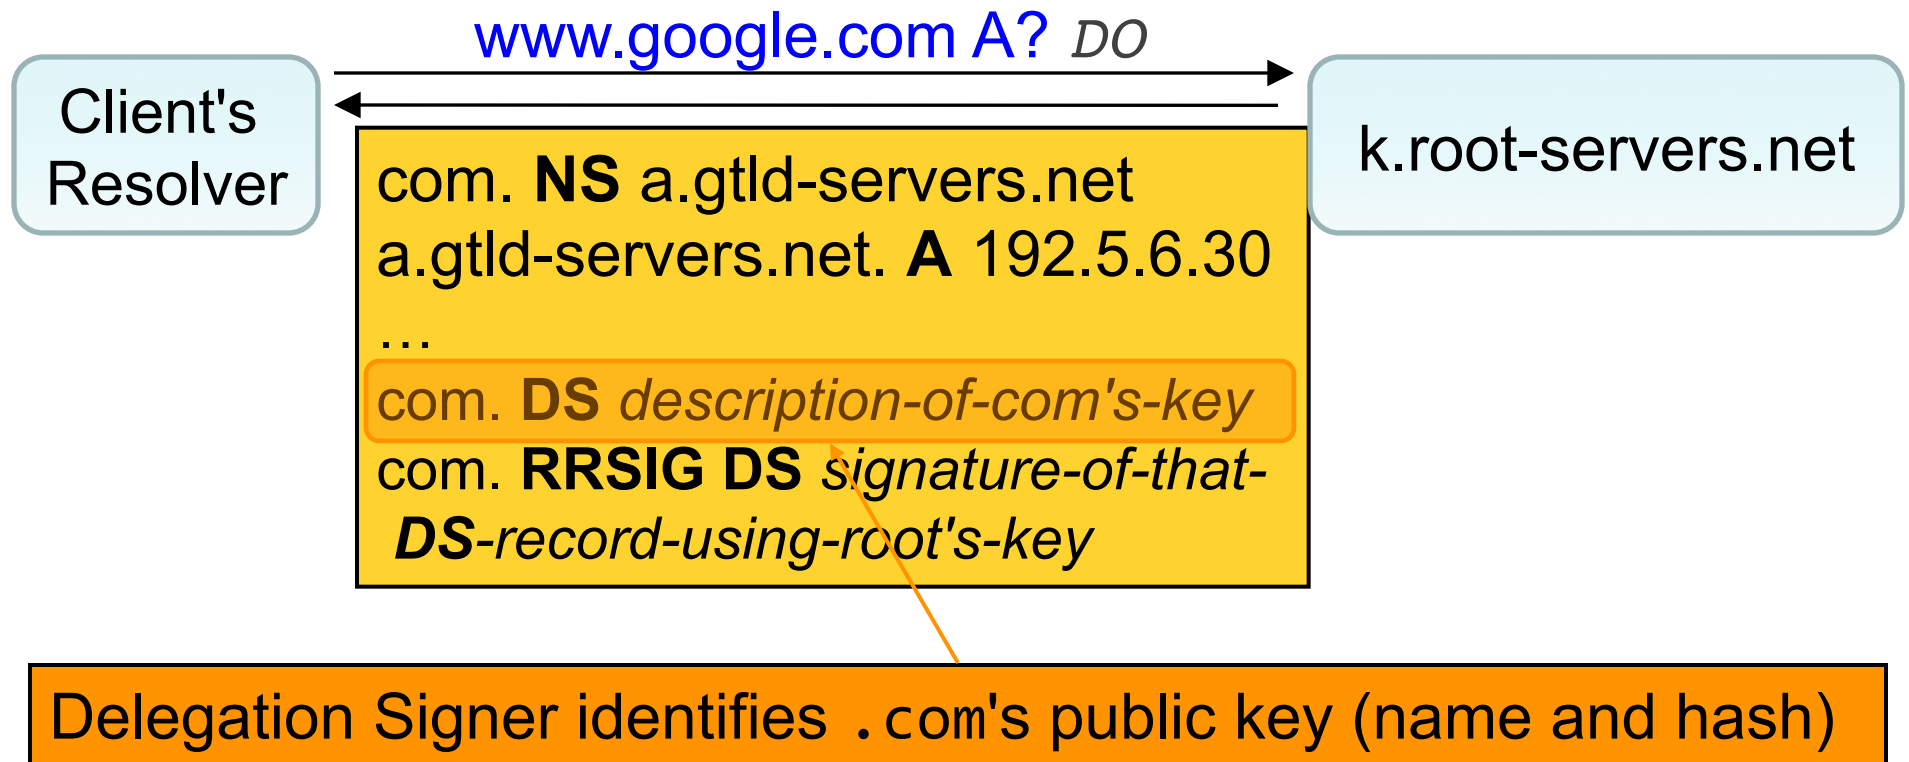 www.google.com A? DO
Client's
Resolver
k.root-servers.net
com. NS a.gtld-servers.net
a.gtld-servers.net. A 192.5.6.30
…
com. DS description-of-com's-key
com. RRSIG DS signature-of-that-
DS-record-using-root's-key
Delegation Signer identifies .com's public key (name and hash)